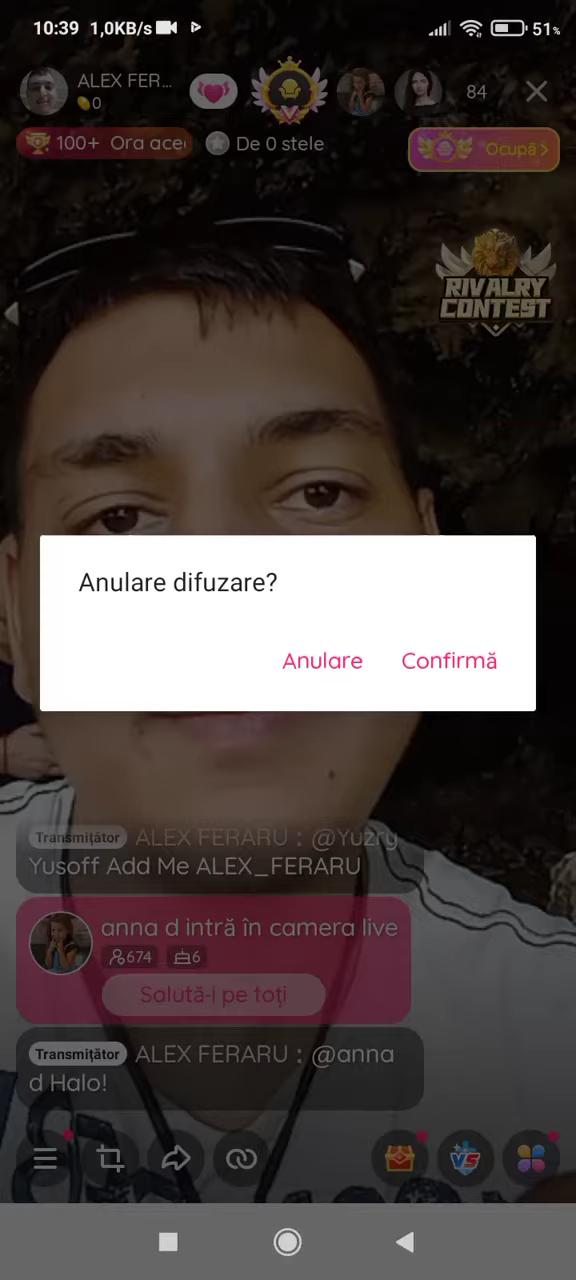 10:39 1,0KB/s 51%
ALEX FER...
0
84
100+ Ora ace
De 0 stele
Ocupă
RIVALRY
CONTEST
Anulare difuzare?
Anulare Confirmă
Transmițător ALEX FERARU : @Yuzry
Yusoff Add Me ALEX_FERARU
anna d intră în camera live
674 6
Salută-i pe toți
Transmițător ALEX FERARU : @anna
d Halo!
VS